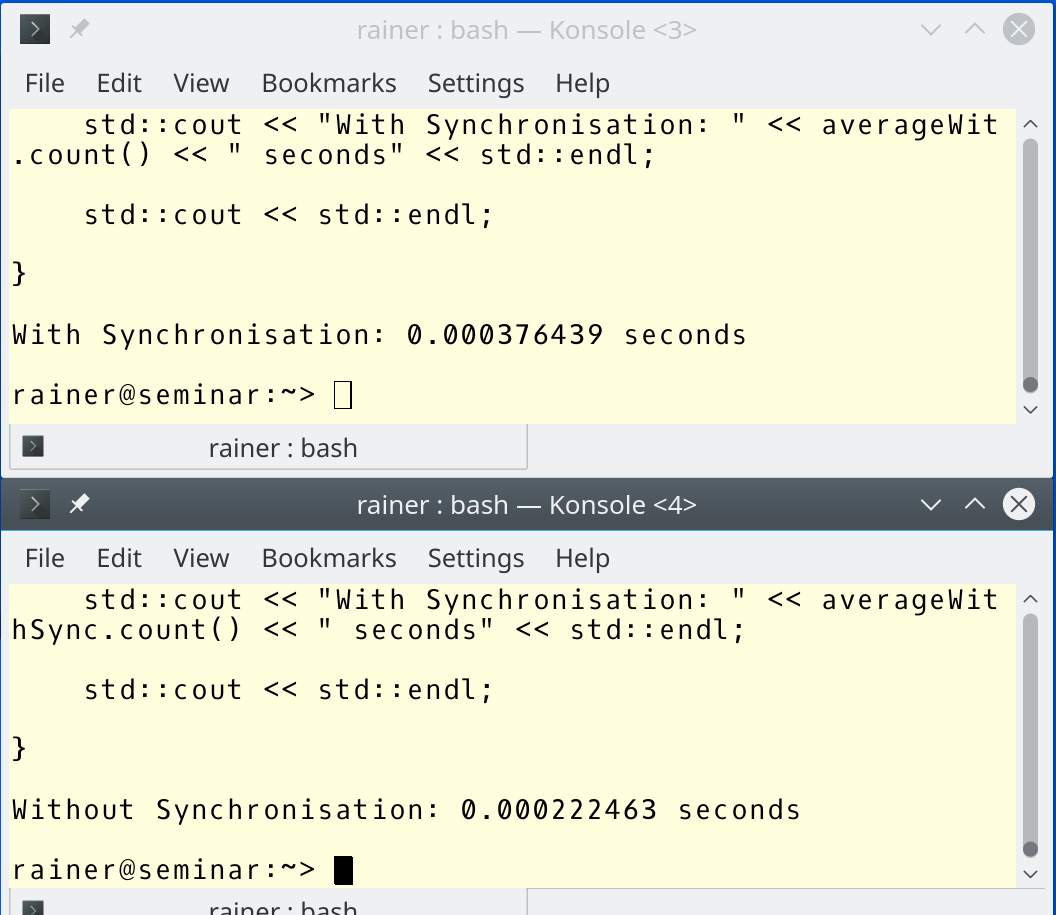 rainer : bash — Konsole <3>
File Edit View Bookmarks Settings Help
std::cout << "With Synchronisation: " << averageWit
.count() << " seconds" << std::endl;
std::cout << std::endl;
}
With Synchronisation: 0.000376439 seconds
rainer@seminar:~>
rainer : bash
rainer : bash — Konsole <4>
File Edit View Bookmarks Settings Help
std::cout << "With Synchronisation: " << averageWit
hSync.count() << " seconds" << std::endl;
std::cout << std::endl;
}
Without Synchronisation: 0.000222463 seconds
rainer@seminar:~>
rainer : bash